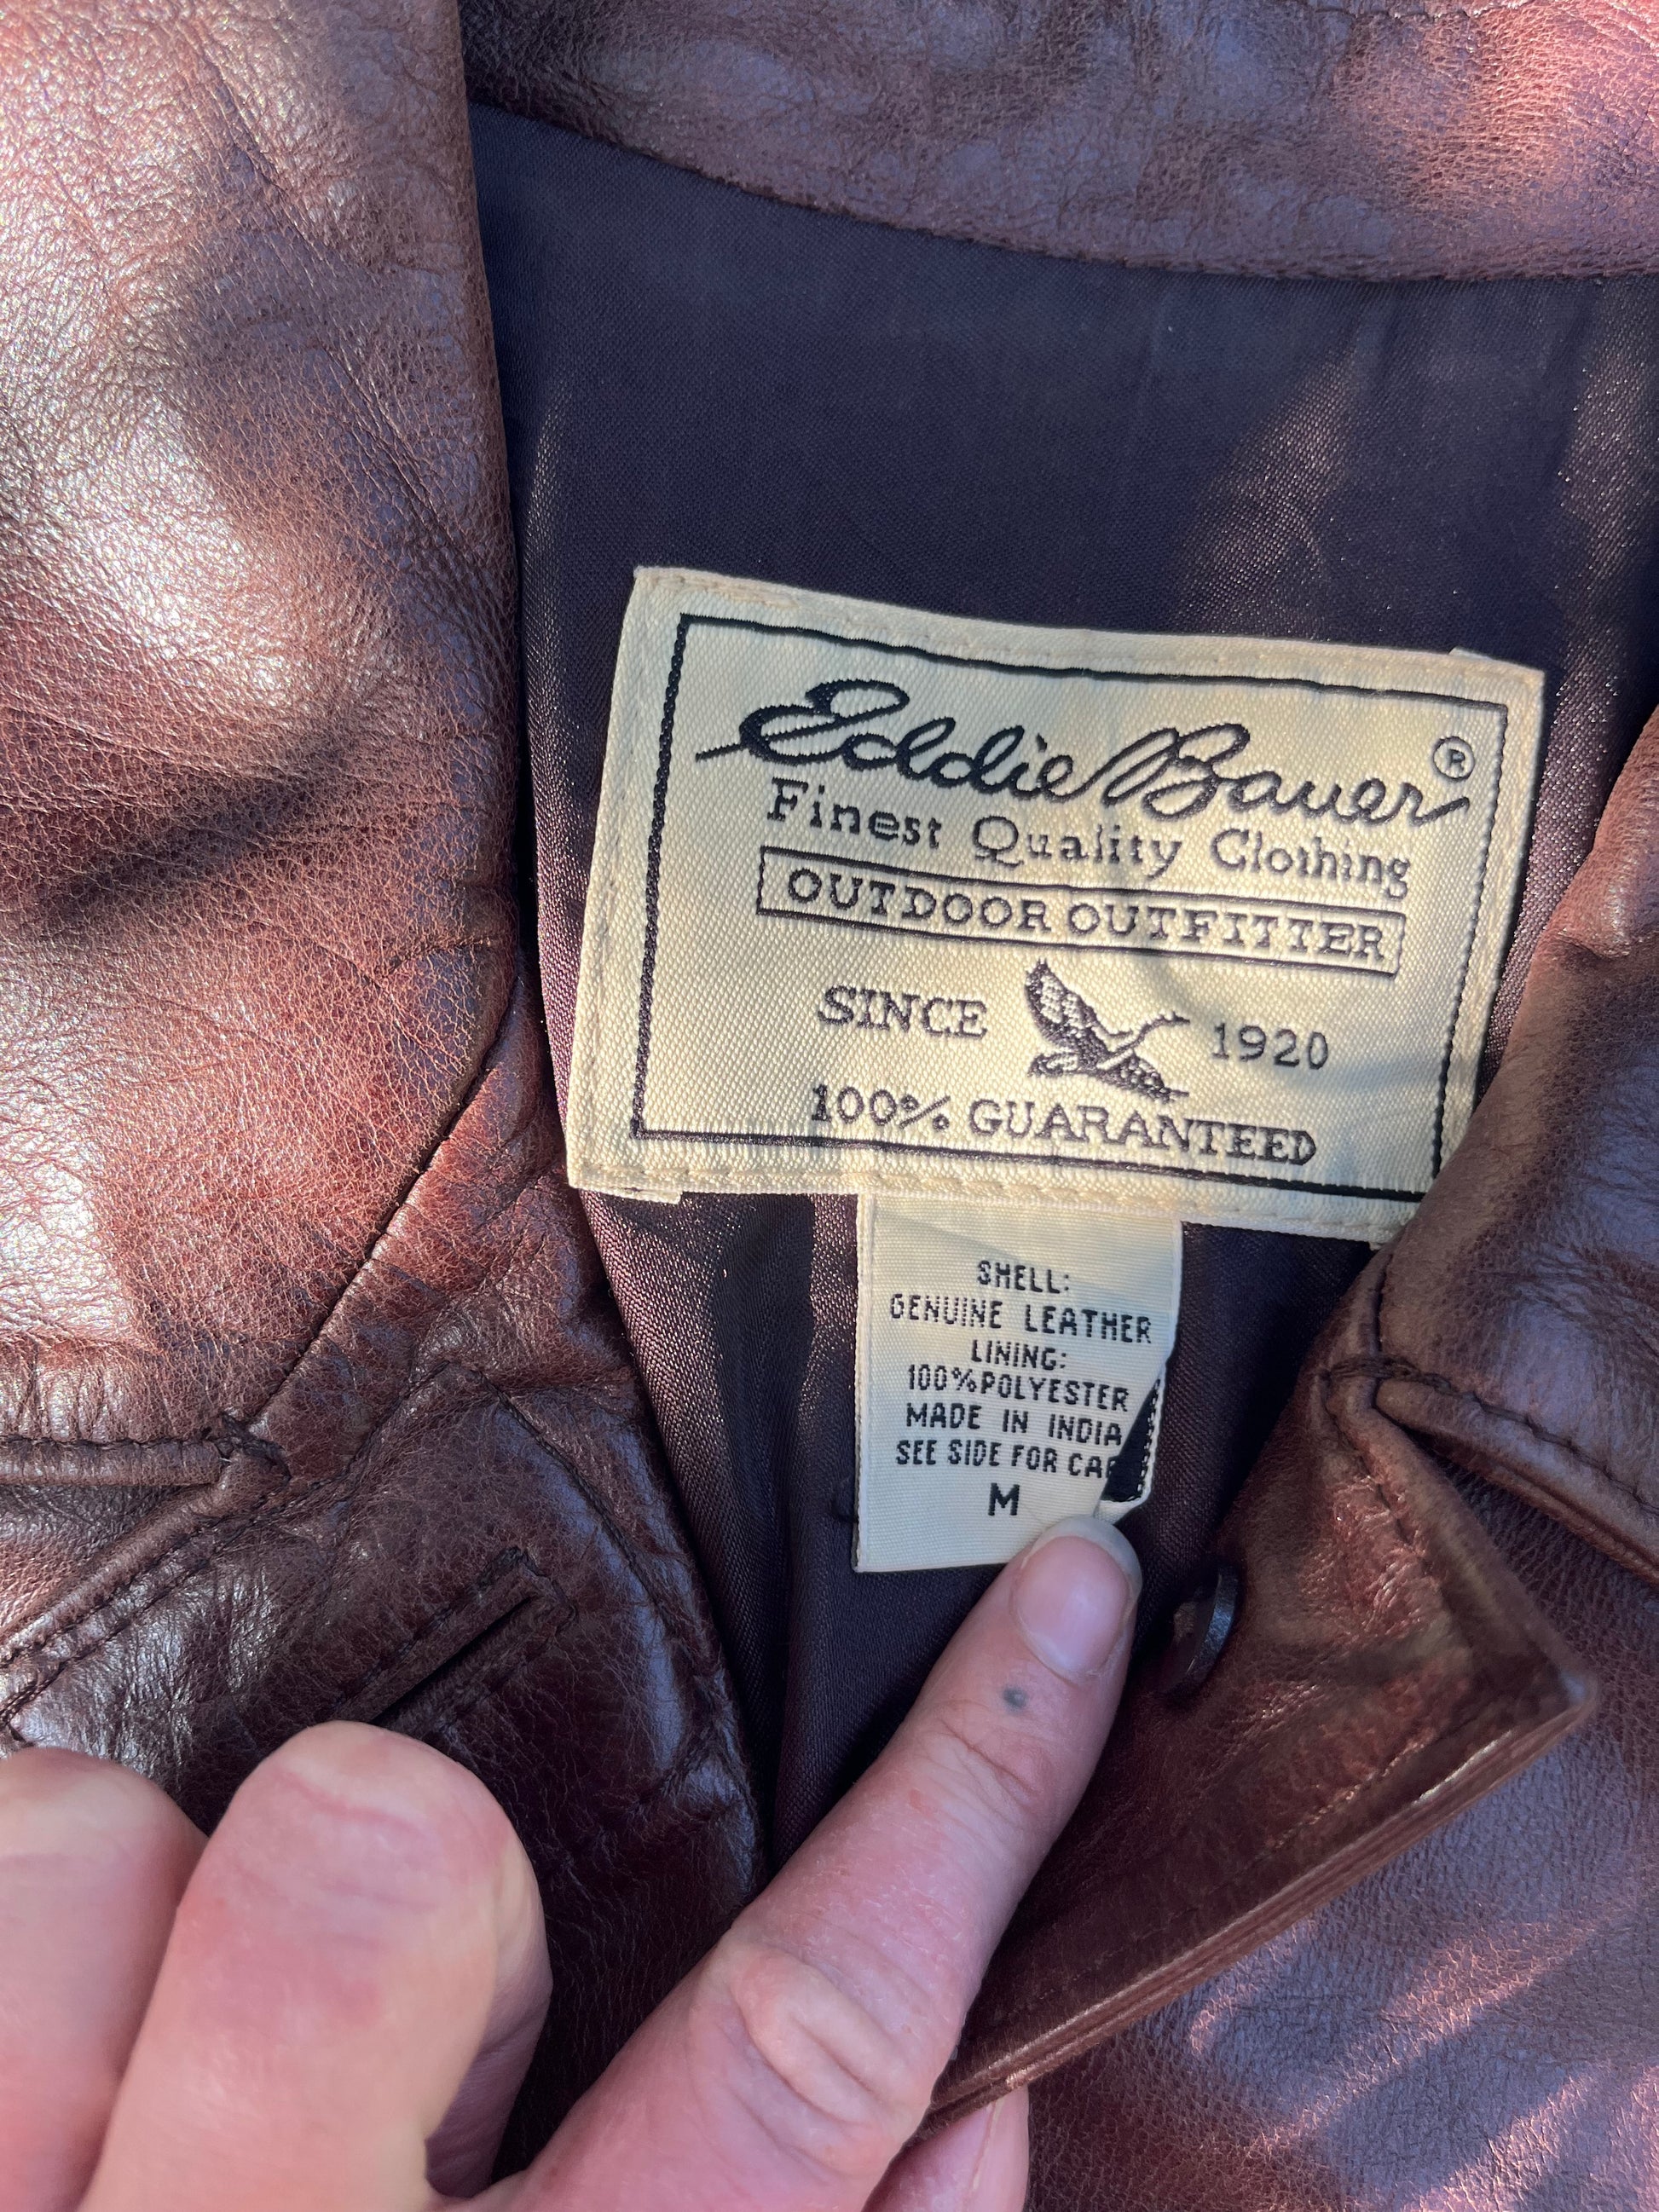 Eddie Bauer ®
Finest Quality Clothing
OUTDOOR OUTFITTER
SINCE 1920
100% GUARANTEED
SHELL:
GENUINE LEATHER
LINING:
100%POLYESTER
MADE IN INDIA
SEE SIDE FOR
M